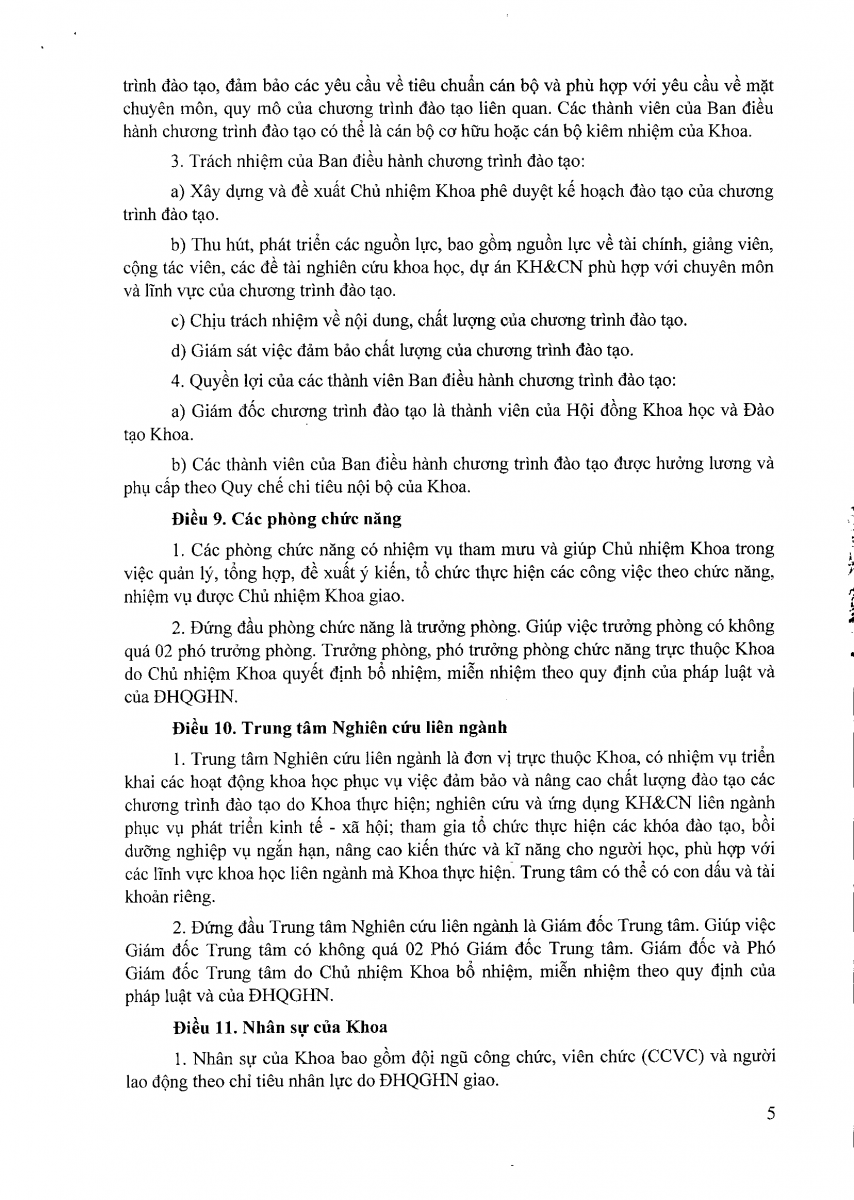 trình đào tạo, đảm bảo các yêu cầu về tiêu chuẩn cán bộ và phù hợp với yêu cầu về mặt
chuyên môn, quy mô của chương trình đào tạo liên quan. Các thành viên của Ban điều
hành chương trình đào tạo có thể là cán bộ cơ hữu hoặc cán bộ kiêm nhiệm của Khoa.
3. Trách nhiệm của Ban điều hành chương trình đào tạo:
a) Xây dựng và đề xuất Chủ nhiệm Khoa phê duyệt kế hoạch đào tạo của chương
trình đào tạo.
b) Thu hút, phát triển các nguồn lực, bao gồm nguồn lực về tài chính, giảng viên,
cộng tác viên, các đề tài nghiên cứu khoa học, dự án KH&CN phù hợp với chuyên môn
và lĩnh vực của chương trình đào tạo.
c) Chịu trách nhiệm về nội dung, chất lượng của chương trình đào tạo.
d) Giám sát việc đảm bảo chất lượng của chương trình đào tạo.
4. Quyền lợi của các thành viên Ban điều hành chương trình đào tạo:
a) Giám đốc chương trình đào tạo là thành viên của Hội đồng Khoa học và Đào
tạo Khoa.
b) Các thành viên của Ban điều hành chương trình đào tạo được hưởng lương và
phụ cấp theo Quy chế chi tiêu nội bộ của Khoa.
Điều 9. Các phòng chức năng
1. Các phòng chức năng có nhiệm vụ tham mưu và giúp Chủ nhiệm Khoa trong
việc quản lý, tổng hợp, đề xuất ý kiến, tổ chức thực hiện các công việc theo chức năng,
nhiệm vụ được Chủ nhiệm Khoa giao.
2. Đứng đầu phòng chức năng là trưởng phòng. Giúp việc trưởng phòng có không
quá 02 phó trưởng phòng. Trưởng phòng, phó trưởng phòng chức năng trực thuộc Khoa
do Chủ nhiệm Khoa quyết định bổ nhiệm, miễn nhiệm theo quy định của pháp luật và
của ĐHQGHN.
Điều 10. Trung tâm Nghiên cứu liên ngành
1. Trung tâm Nghiên cứu liên ngành là đơn vị trực thuộc Khoa, có nhiệm vụ triển
khai các hoạt động khoa học phục vụ việc đảm bảo và nâng cao chất lượng đào tạo các
chương trình đào tạo do Khoa thực hiện; nghiên cứu và ứng dụng KH&CN liên ngành
phục vụ phát triển kinh tế - xã hội; tham gia tổ chức thực hiện các khóa đào tạo, bồi
dưỡng nghiệp vụ ngắn hạn, nâng cao kiến thức và kĩ năng cho người học, phù hợp với
các lĩnh vực khoa học liên ngành mà Khoa thực hiện. Trung tâm có thể có con dấu và tài
khoản riêng.
2. Đứng đầu Trung tâm Nghiên cứu liên ngành là Giám đốc Trung tâm. Giúp việc
Giám đốc Trung tâm có không quá 02 Phó Giám đốc Trung tâm. Giám đốc và Phó
Giám đốc Trung tâm do Chủ nhiệm Khoa bổ nhiệm, miễn nhiệm theo quy định của
pháp luật và của ĐHQGHN.
Điều 11. Nhân sự của Khoa
1. Nhân sự của Khoa bao gồm đội ngũ công chức, viên chức (CCVC) và người
lao động theo chỉ tiêu nhân lực do ĐHQGHN giao.
5